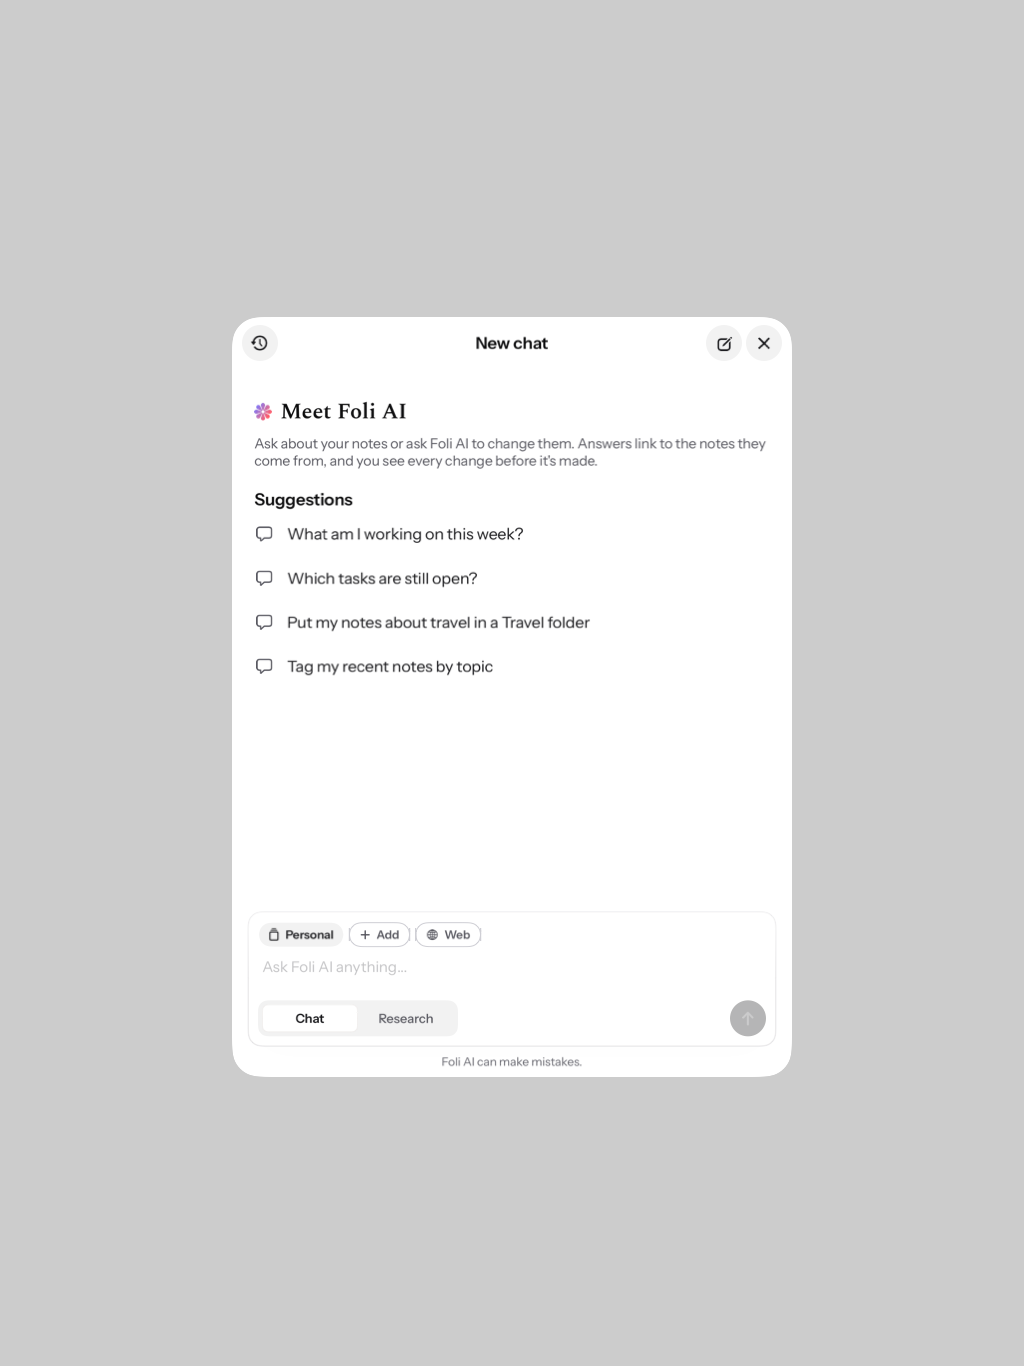 New chat
Meet Foli AI
Ask about your notes or ask Foli AI to change them. Answers link to the notes they
come from, and you see every change before it's made.
Suggestions
What am I working on this week?
Which tasks are still open?
Put my notes about travel in a Travel folder
Tag my recent notes by topic
Personal
Add
Web
Ask Foli AI anything...
Chat
Research
Foli AI can make mistakes.